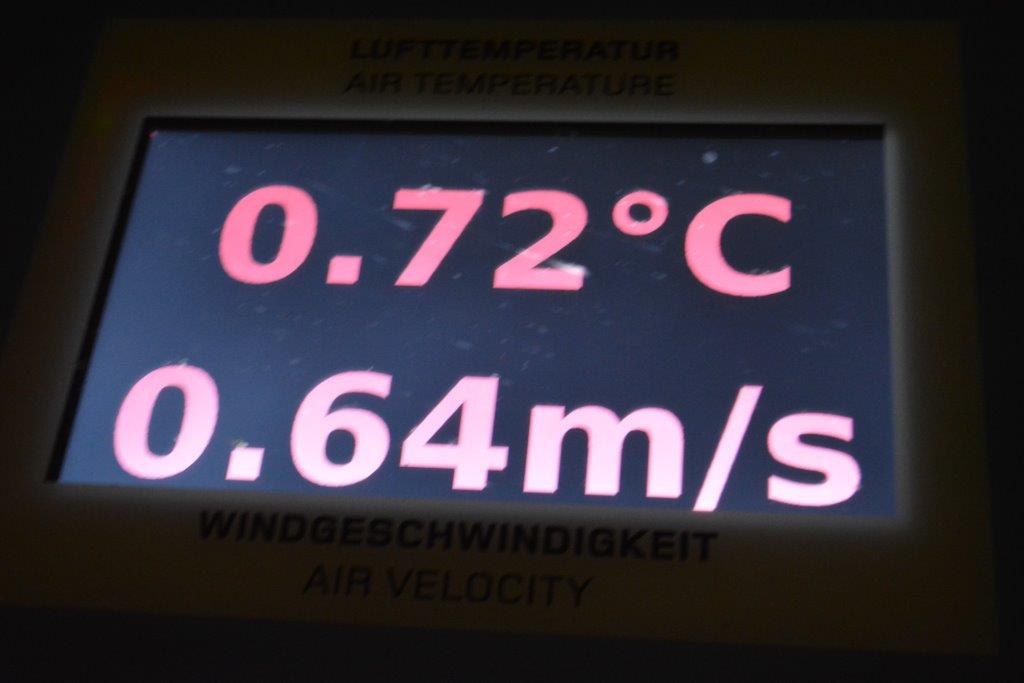 LUFTTEMPERATUR
AIR TEMPERATURE
0.72°C
0.64m/s
WINDGESCHWINDIGKEIT
AIR VELOCITY